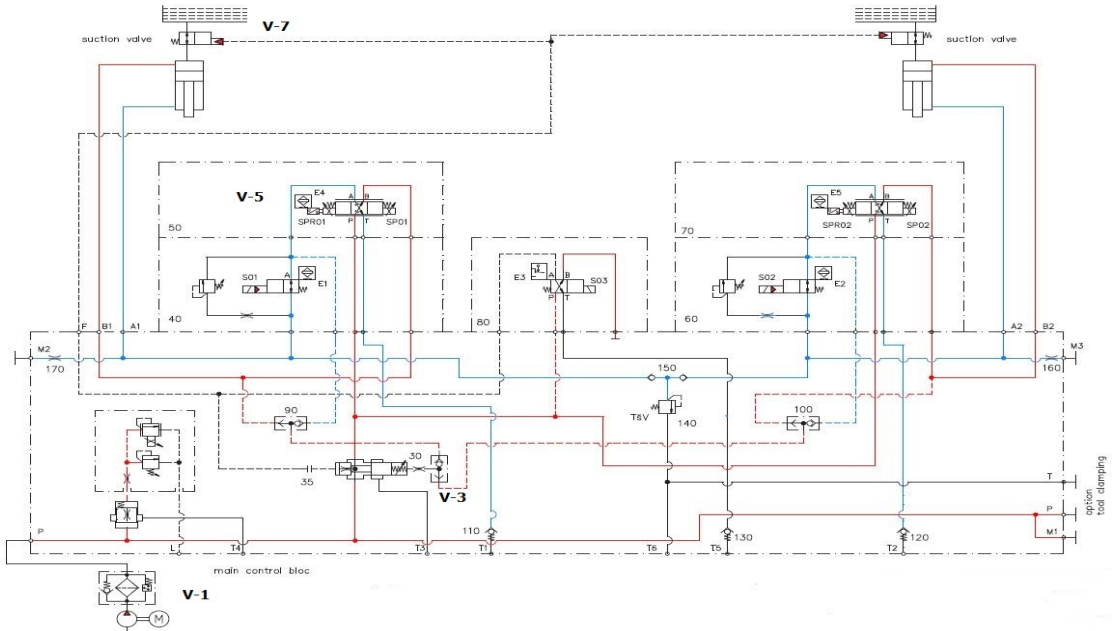 V-7
suction valve
suction valve
V-5
E4
A B
P T
SPR01
SP01
50
E5
A B
P T
SPR02
SP02
70
S01
A
E1
40
E3
A B
P T
S03
80
S02
E2
60
F B1 A1
A2 B2
M2
170
M3
160
150
TSV
140
90
100
30
35
V-3
T
P
M1
option
tool clamping
P
110
130
120
L T4 T3 T1 T6 T5 T2
main control bloc
V-1
M